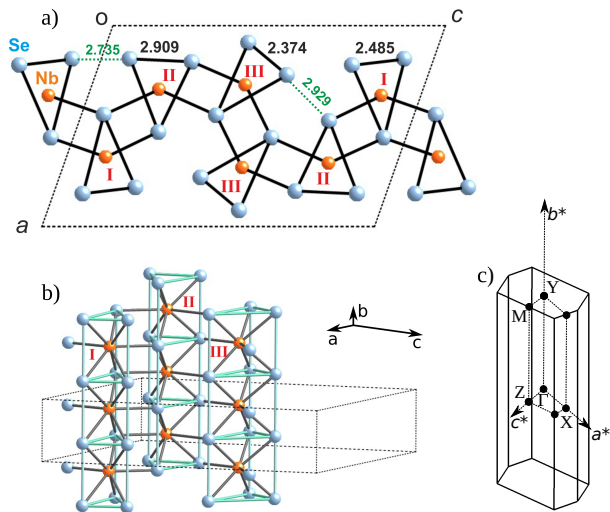 a)
o
c
Se
2.735
2.909
2.374
2.485
Nb
II
III
I
2.929
I
III
II
a
b)
II
I
III
b
a
c
c)
b*
Y
M
Z
Γ
X
c*
a*